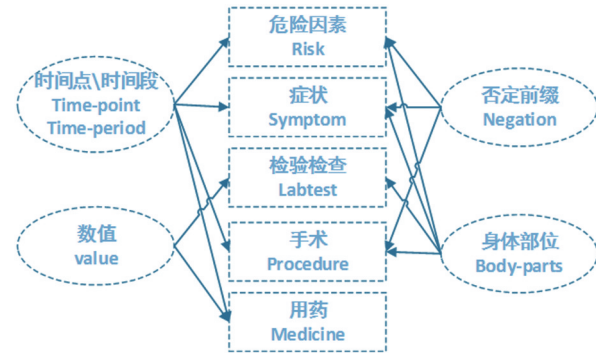 危险因素
Risk
时间点\时间段
Time-point
Time-period
症状
Symptom
否定前缀
Negation
检验检查
Labtest
数值
value
手术
Procedure
身体部位
Body-parts
用药
Medicine